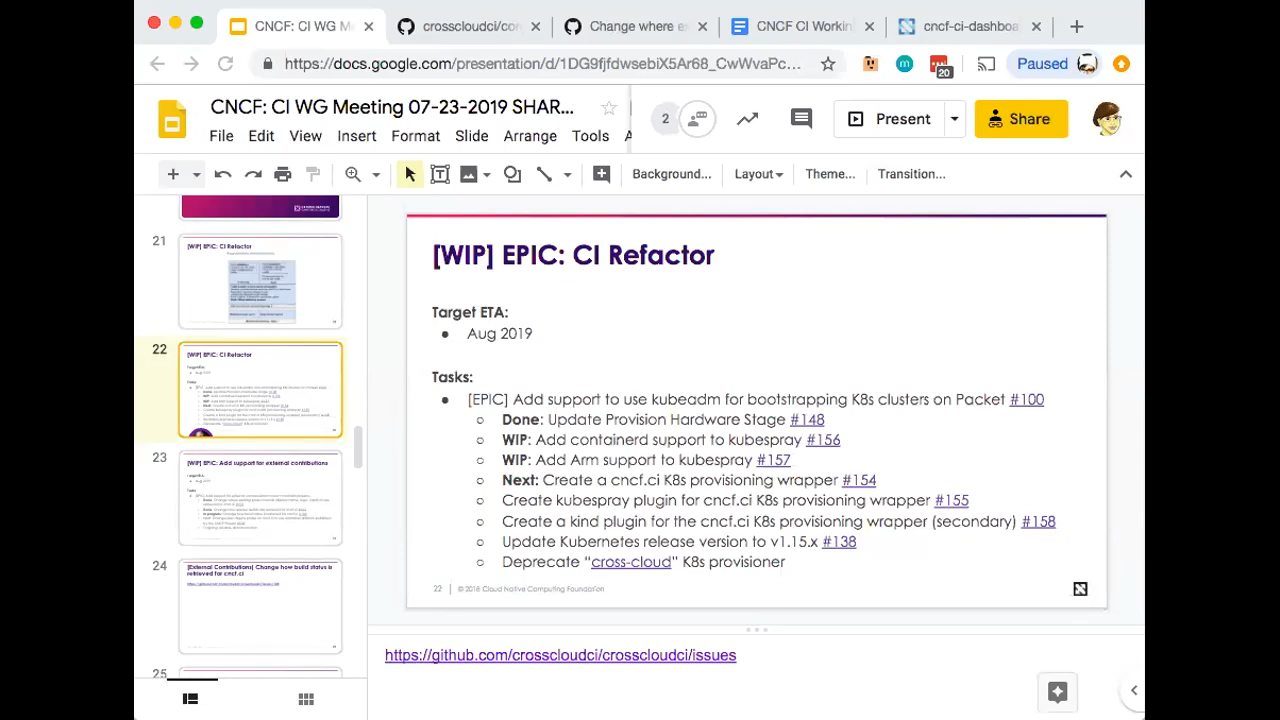 CNCF: CI WG M
crosscloudci/cor
Change where e
CNCF CI Workin
cncf-ci-dashboa
https://docs.google.com/presentation/d/1DG9fjfdwsebiX5Ar68_CwWvaPc...
20
Paused
CNCF: CI WG Meeting 07-23-2019 SHAR...
File Edit View Insert Format Slide Arrange Tools A
2
Present
Share
Background...
Layout
Theme...
Transition...
21
[WIP] EPIC: CI Refactor
22
[WIP] EPIC: CI Refactor
23
[WIP] EPIC: Add support for external contributions
24
[External Contributions] Change how build status is
retrieved for cncf.ci
25
[WIP] EPIC: CI Refactor
Target ETA:
● Aug 2019
Tasks:
● [EPIC] Add support to use kubeadm for bootstrapping K8s clusters on Packet #100
○ Done: Update Provision Hardware Stage #148
○ WIP: Add containerd support to kubespray #156
○ WIP: Add Arm support to kubespray #157
○ Next: Create a cncf.ci K8s provisioning wrapper #154
○ Create kubespray plugin for cncf.ci K8s provisioning wrapper #155
○ Create a kind plugin for the cncf.ci K8s provisioning wrapper (secondary) #158
○ Update Kubernetes release version to v1.15.x #138
○ Deprecate “cross-cloud” K8s provisioner
22 | © 2018 Cloud Native Computing Foundation
https://github.com/crosscloudci/crosscloudci/issues